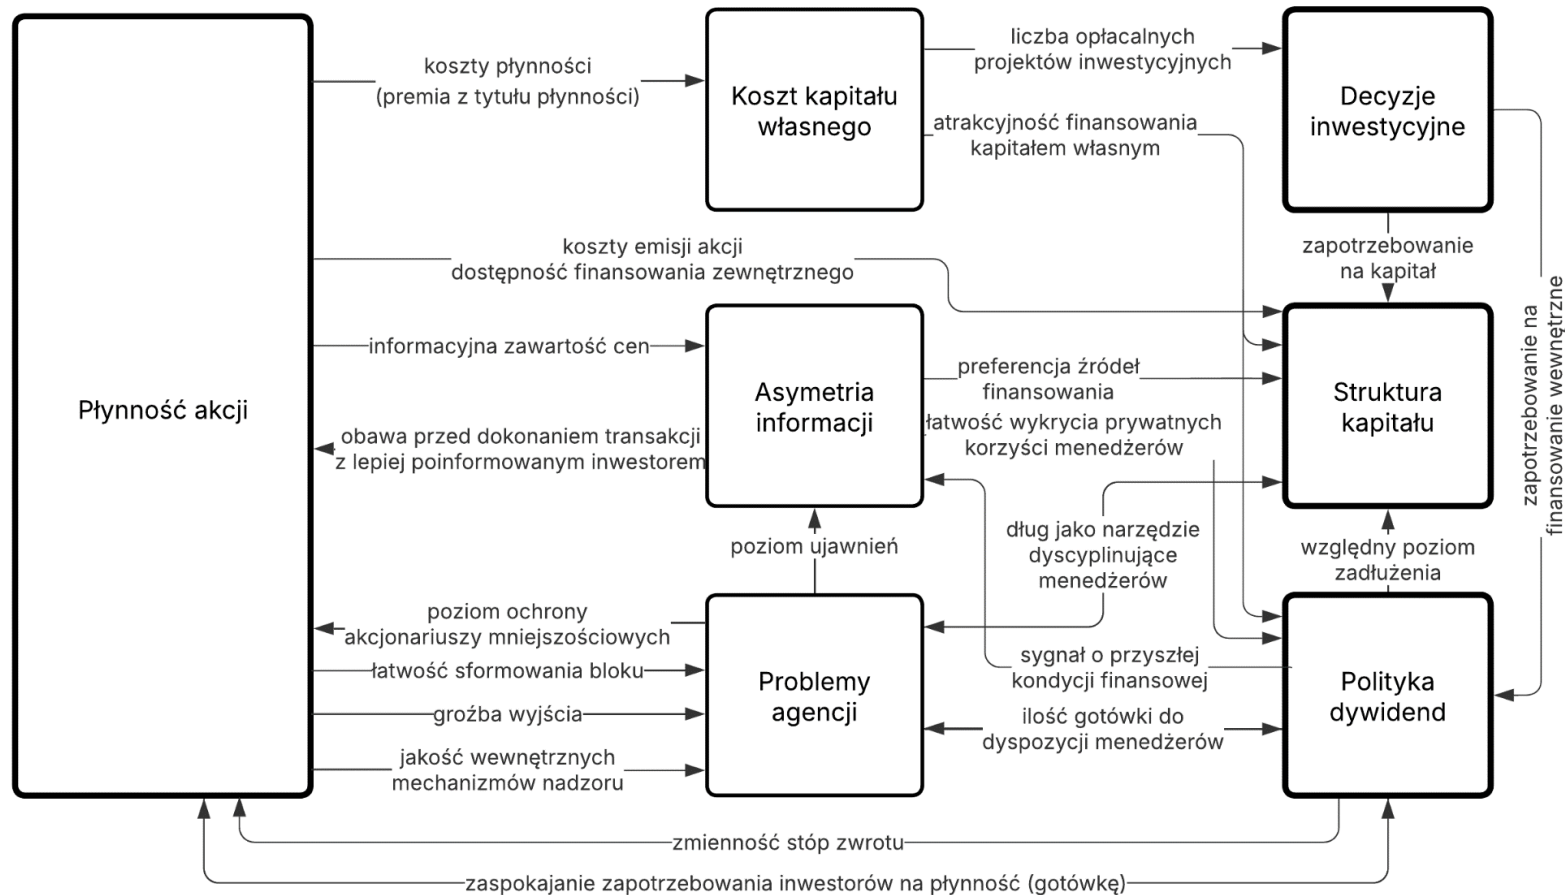 koszty płynności
(premia z tytułu płynności)
Koszt kapitału
własnego
liczba opłacalnych
projektów inwestycyjnych
atrakcyjność finansowania
kapitałem własnym
Decyzje
inwestycyjne
koszty emisji akcji
dostępność finansowania zewnętrznego
zapotrzebowanie
na kapitał
zapotrzebowanie na
finansowanie wewnętrzne
Płynność akcji
informacyjna zawartość cen
obawa przed dokonaniem transakcji
z lepiej poinformowanym inwestorem
Asymetria
informacji
preferencja źródeł
finansowania
łatwość wykrycia prywatnych
korzyści menedżerów
Struktura
kapitału
poziom ujawnień
dług jako narzędzie
dyscyplinujące
menedżerów
względny poziom
zadłużenia
poziom ochrony
akcjonariuszy mniejszościowych
łatwość sformowania bloku
groźba wyjścia
jakość wewnętrznych
mechanizmów nadzoru
Problemy
agencji
sygnał o przyszłej
kondycji finansowej
ilość gotówki do
dyspozycji menedżerów
Polityka
dywidend
zmienność stóp zwrotu
zaspokajanie zapotrzebowania inwestorów na płynność (gotówkę)